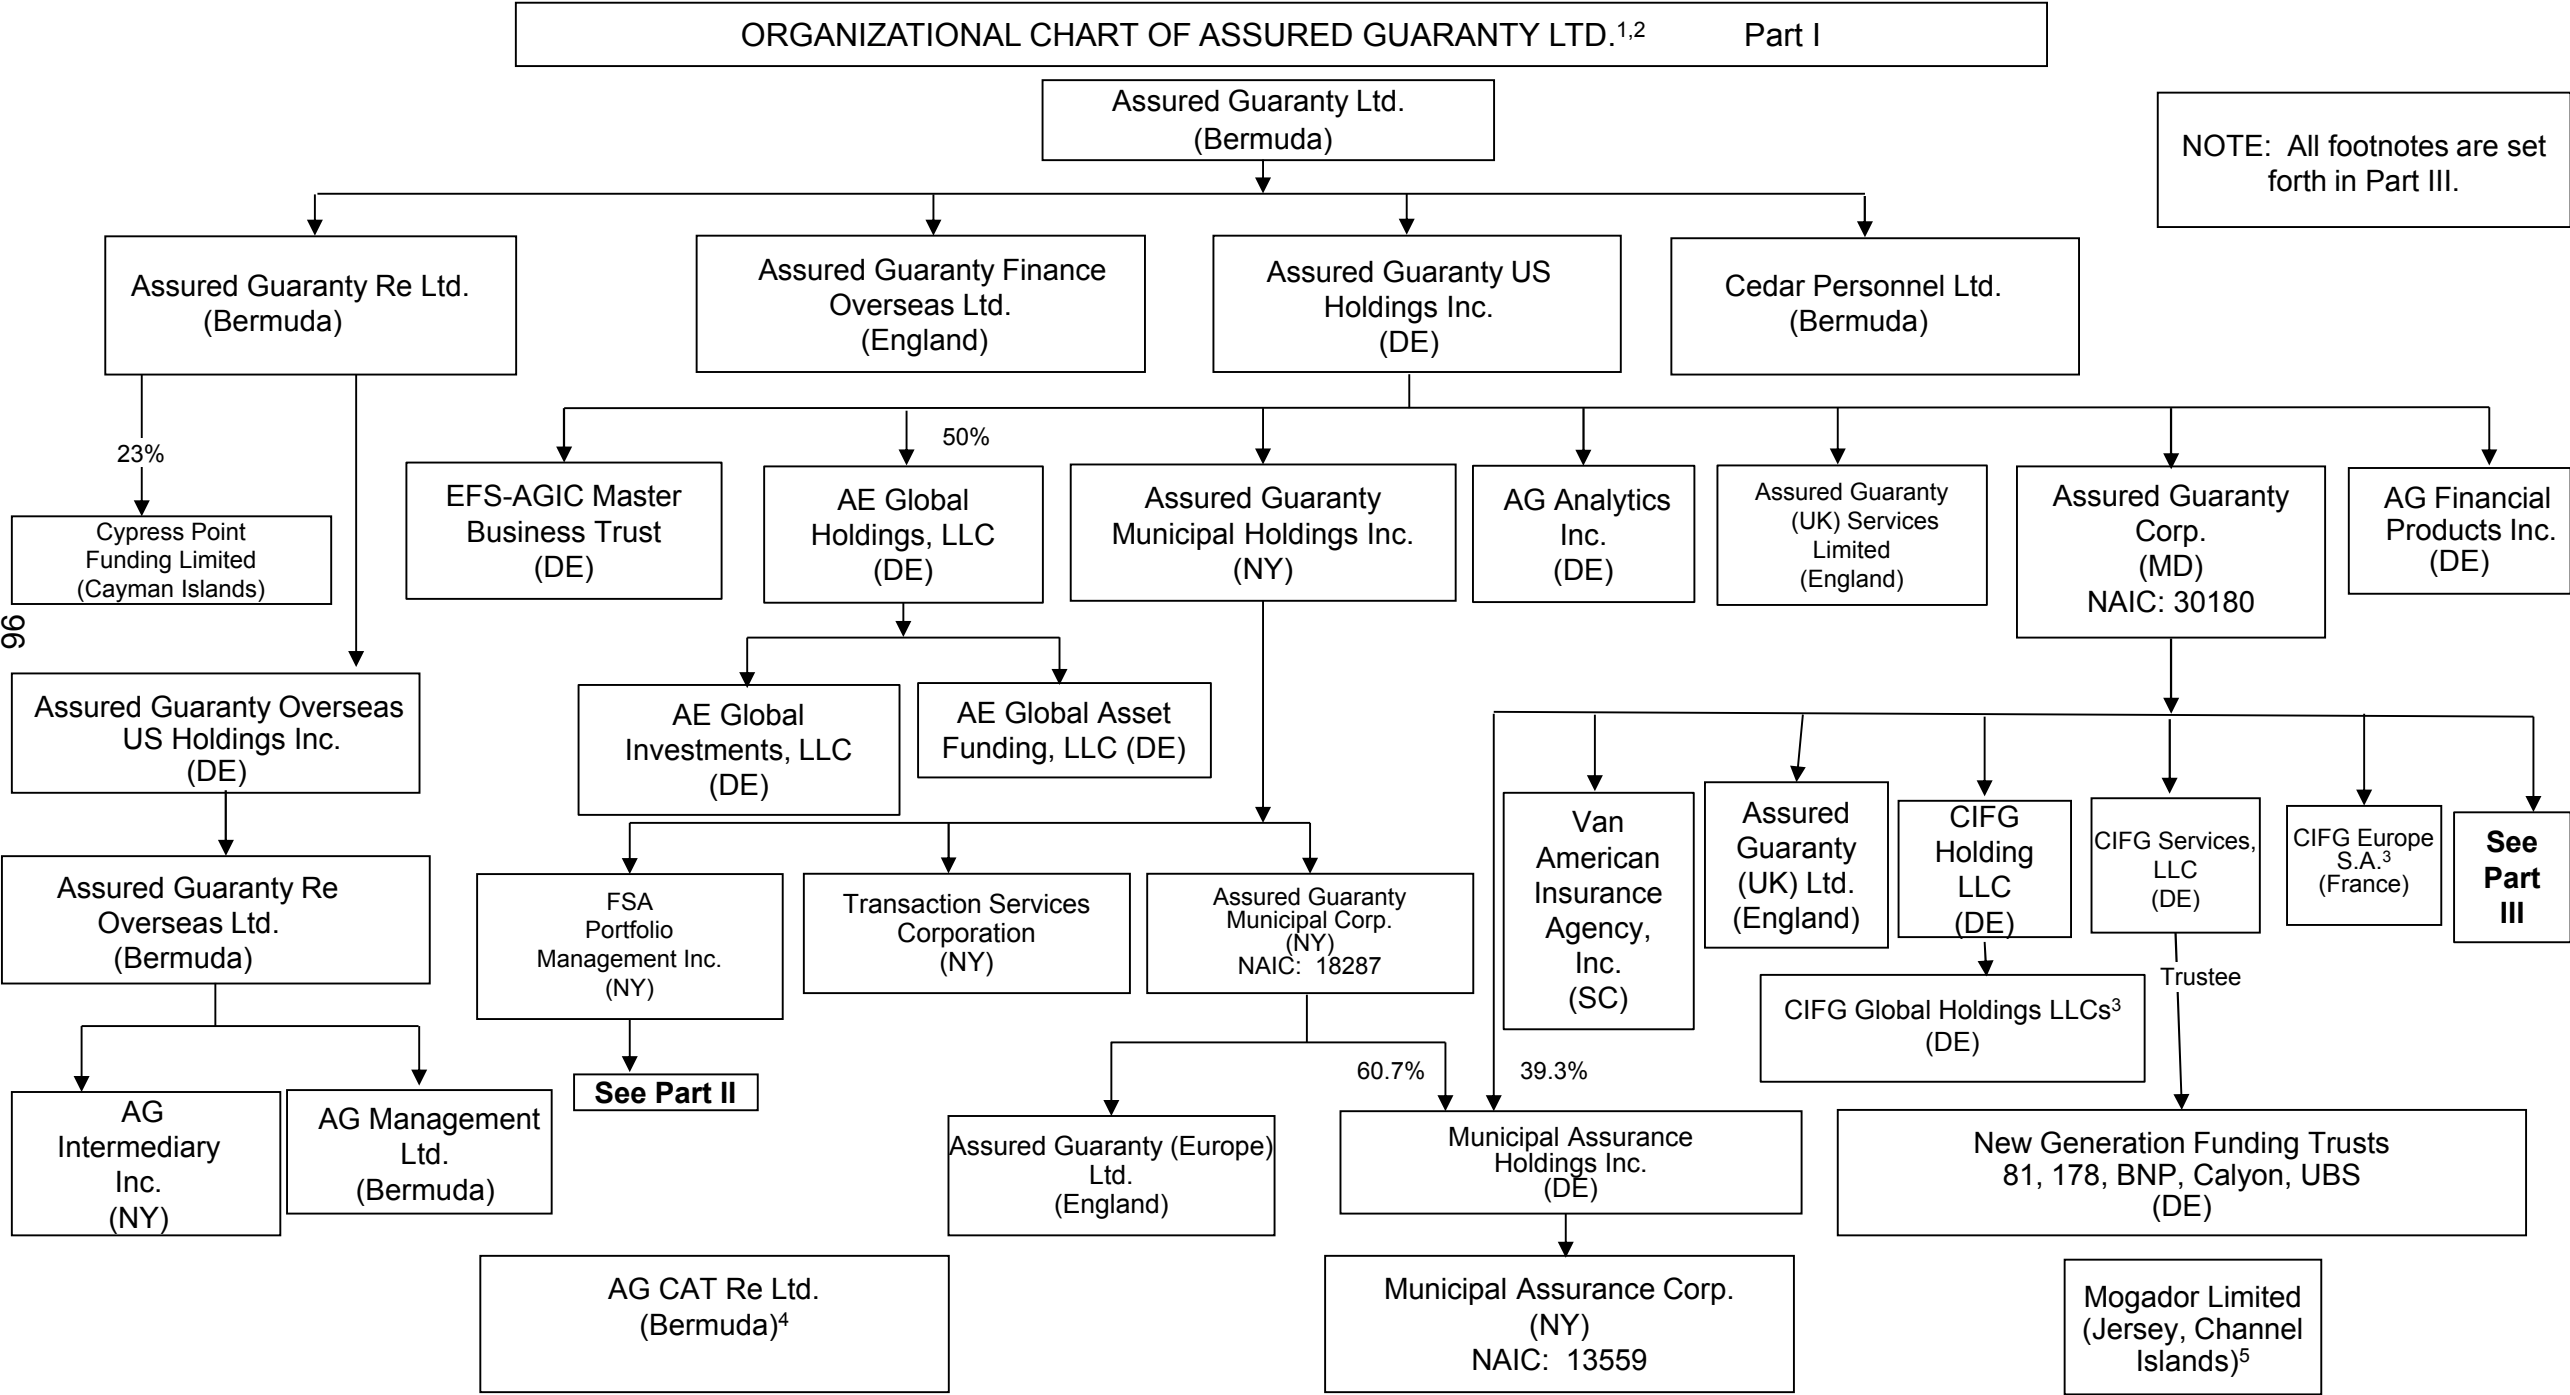 ORGANIZATIONAL CHART OF ASSURED GUARANTY LTD.1,2 Part I
Assured Guaranty Ltd.
(Bermuda)
NOTE: All footnotes are set
forth in Part III.
Assured Guaranty Re Ltd.
(Bermuda)
Assured Guaranty Finance
Overseas Ltd.
(England)
Assured Guaranty US
Holdings Inc.
(DE)
Cedar Personnel Ltd.
(Bermuda)
23%
50%
Cypress Point
Funding Limited
(Cayman Islands)
EFS-AGIC Master
Business Trust
(DE)
AE Global
Holdings, LLC
(DE)
Assured Guaranty
Municipal Holdings Inc.
(NY)
AG Analytics
Inc.
(DE)
Assured Guaranty
(UK) Services
Limited
(England)
Assured Guaranty
Corp.
(MD)
NAIC: 30180
AG Financial
Products Inc.
(DE)
96
Assured Guaranty Overseas
US Holdings Inc.
(DE)
AE Global
Investments, LLC
(DE)
AE Global Asset
Funding, LLC (DE)
Assured Guaranty Re
Overseas Ltd.
(Bermuda)
FSA
Portfolio
Management Inc.
(NY)
Transaction Services
Corporation
(NY)
Assured Guaranty
Municipal Corp.
(NY)
NAIC: 18287
Van
American
Insurance
Agency,
Inc.
(SC)
Assured
Guaranty
(UK) Ltd.
(England)
CIFG
Holding
LLC
(DE)
CIFG Services,
LLC
(DE)
CIFG Europe
S.A.3
(France)
See
Part
III
Trustee
CIFG Global Holdings LLCs3
(DE)
60.7%
39.3%
See Part II
AG
Intermediary
Inc.
(NY)
AG Management
Ltd.
(Bermuda)
Assured Guaranty (Europe)
Ltd.
(England)
Municipal Assurance
Holdings Inc.
(DE)
New Generation Funding Trusts
81, 178, BNP, Calyon, UBS
(DE)
AG CAT Re Ltd.
(Bermuda)4
Municipal Assurance Corp.
(NY)
NAIC: 13559
Mogador Limited
(Jersey, Channel
Islands)5